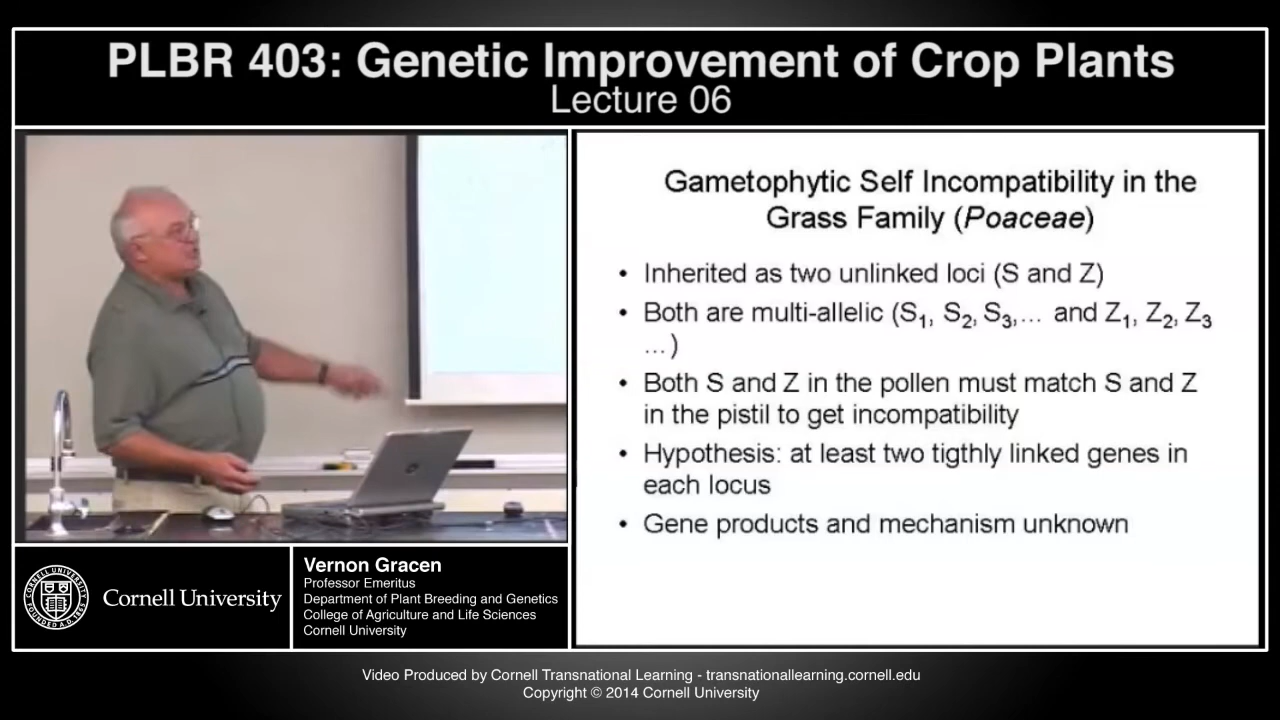 PLBR 403: Genetic Improvement of Crop Plants
Lecture 06
Gametophytic Self Incompatibility in the
Grass Family (Poaceae)
• Inherited as two unlinked loci (S and Z)
• Both are multi-allelic (S₁, S₂, S₃,... and Z₁, Z₂, Z₃
...)
• Both S and Z in the pollen must match S and Z
in the pistil to get incompatibility
• Hypothesis: at least two tigthly linked genes in
each locus
• Gene products and mechanism unknown
Cornell University
Vernon Gracen
Professor Emeritus
Department of Plant Breeding and Genetics
College of Agriculture and Life Sciences
Cornell University
Video Produced by Cornell Transnational Learning - transnationallearning.cornell.edu
Copyright © 2014 Cornell University